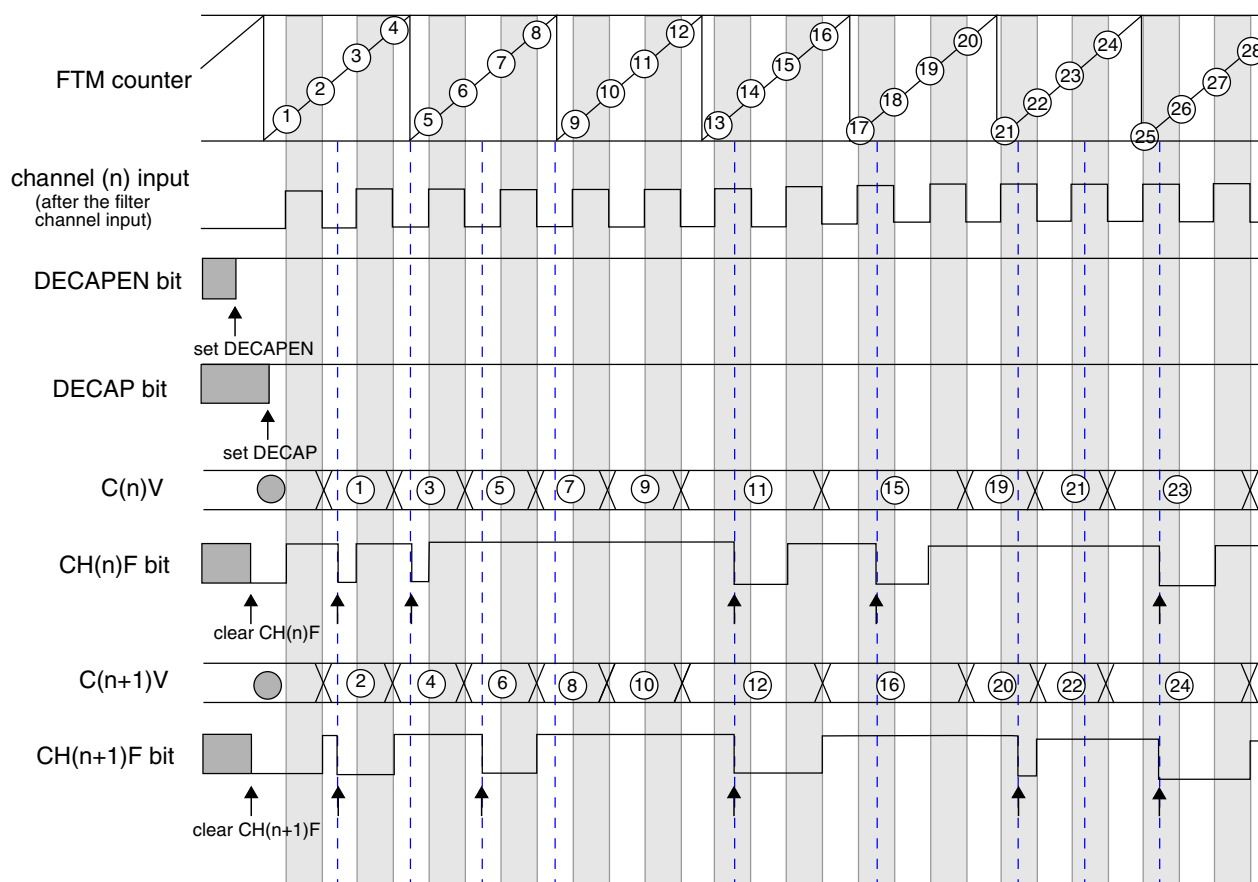 FTM counter
1 2 3 4 5 6 7 8 9 10 11 12 13 14 15 16 17 18 19 20 21 22 23 24 25 26 27 28
channel (n) input
(after the filter
channel input)
DECAPEN bit
set DECAPEN
DECAP bit
set DECAP
C(n)V
1 3 5 7 9 11 15 19 21 23
CH(n)F bit
clear CH(n)F
C(n+1)V
2 4 6 8 10 12 16 20 22 24
CH(n+1)F bit
clear CH(n+1)F